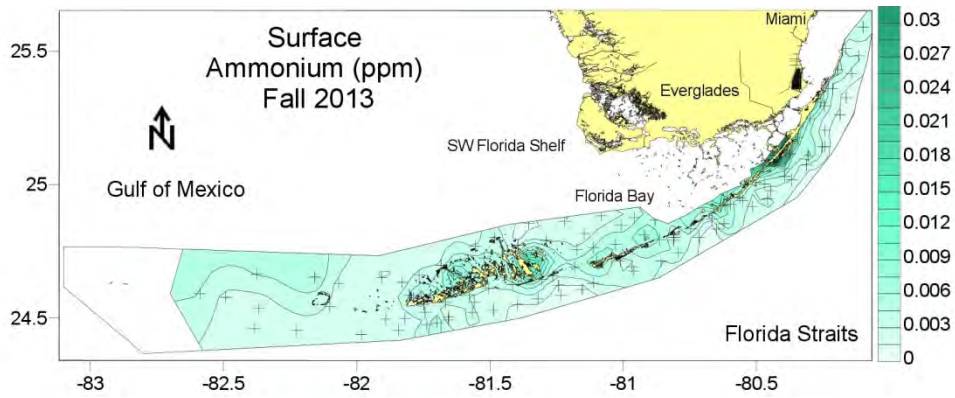 Surface
Ammonium (ppm)
Fall 2013
N
Gulf of Mexico
Miami
Everglades
SW Florida Shelf
Florida Bay
Florida Straits
25.5
25
24.5
-83
-82.5
-82
-81.5
-81
-80.5
0.03
0.027
0.024
0.021
0.018
0.015
0.012
0.009
0.006
0.003
0